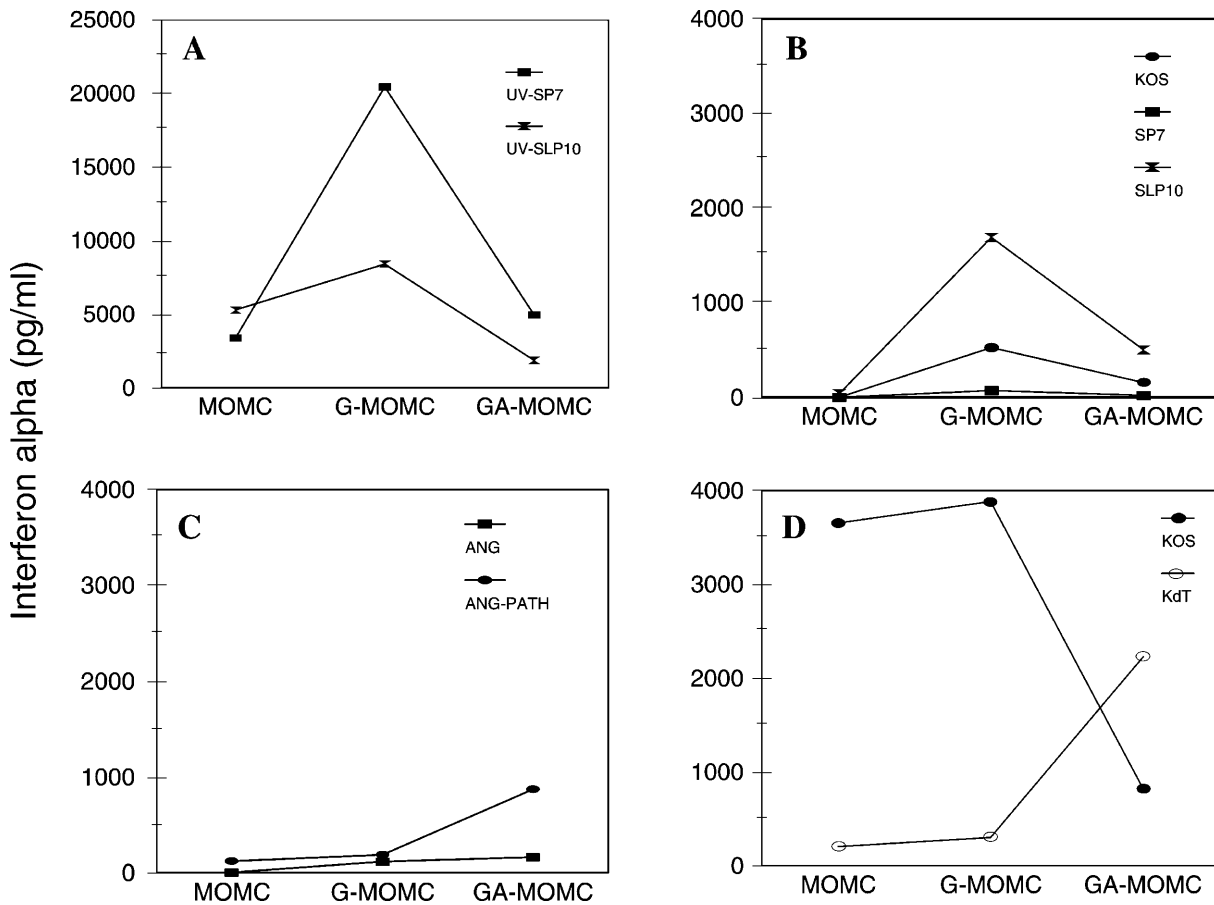 Interferon alpha (pg/ml)
A
25000
20000
15000
10000
5000
0
UV-SP7
UV-SLP10
MOMC G-MOMC GA-MOMC
B
4000
3000
2000
1000
0
KOS
SP7
SLP10
MOMC G-MOMC GA-MOMC
C
4000
3000
2000
1000
0
ANG
ANG-PATH
MOMC G-MOMC GA-MOMC
D
4000
3000
2000
1000
0
KOS
KdT
MOMC G-MOMC GA-MOMC